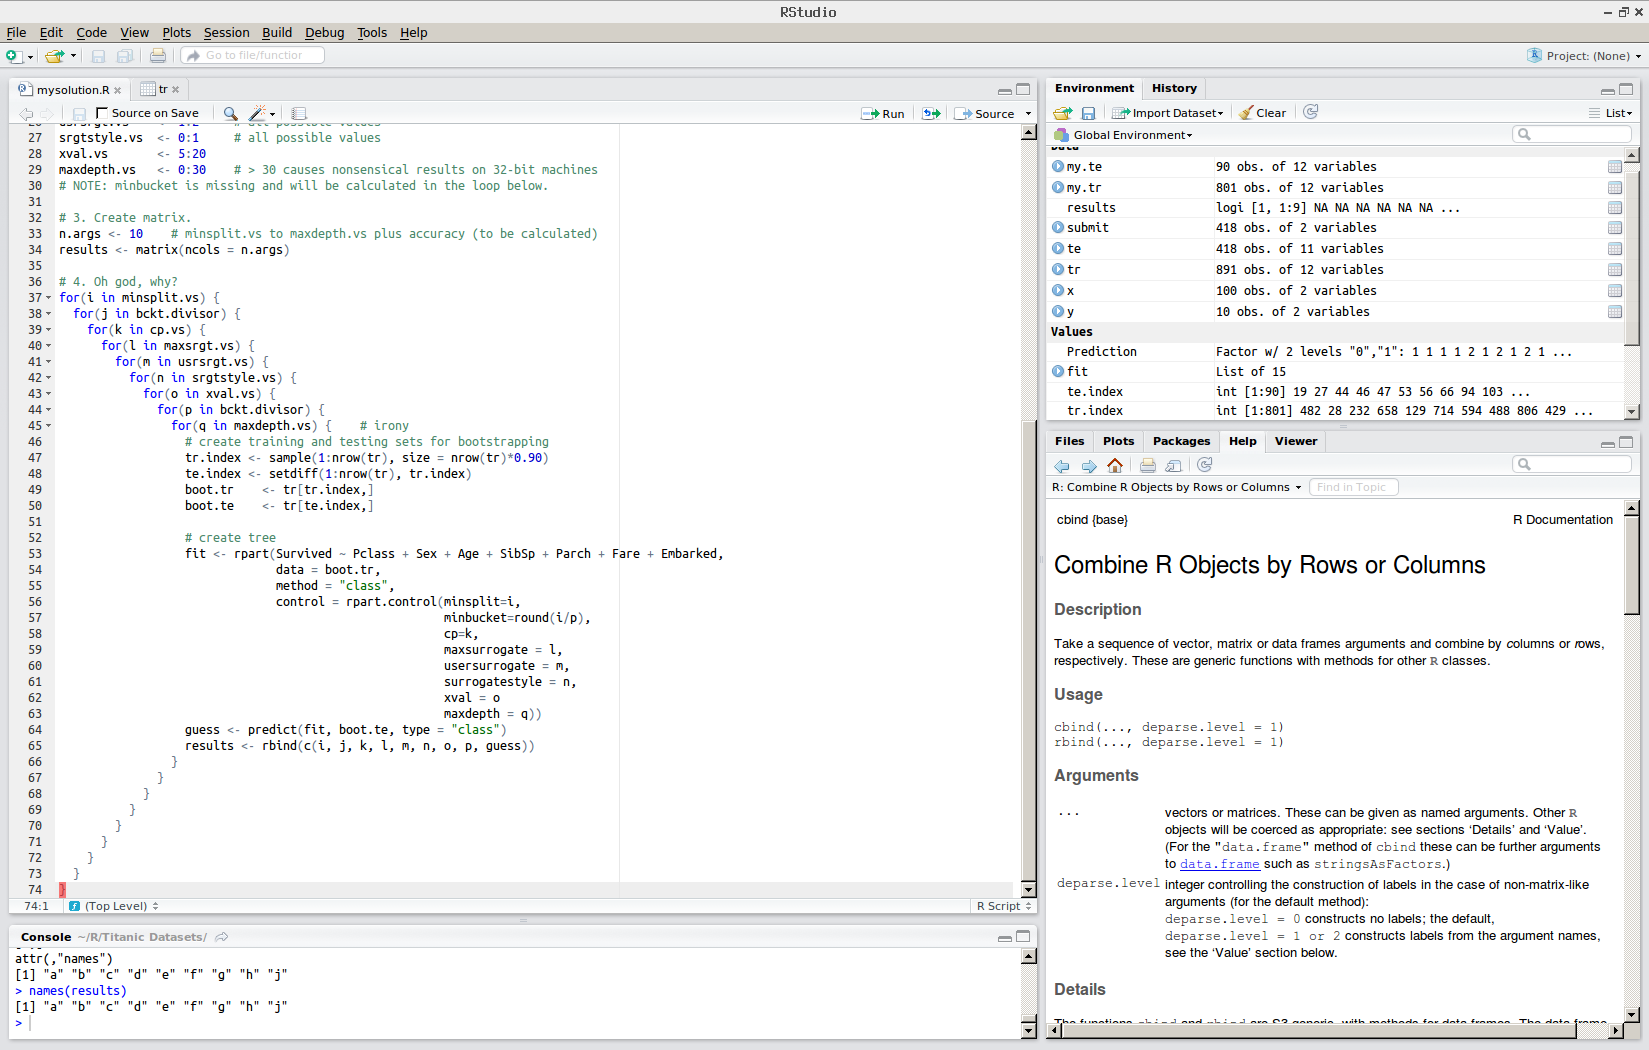 RStudio
File Edit Code View Plots Session Build Debug Tools Help
Go to file/functior
Project: (None)
mysolution.R
tr
Source on Save
Run
Source
27 srgtstyle.vs <- 0:1 # all possible values
28 xval.vs <- 5:20
29 maxdepth.vs <- 0:30 # > 30 causes nonsensical results on 32-bit machines
30 # NOTE: minbucket is missing and will be calculated in the loop below.
31
32 # 3. Create matrix.
33 n.args <- 10 # minsplit.vs to maxdepth.vs plus accuracy (to be calculated)
34 results <- matrix(ncols = n.args)
35
36 # 4. Oh god, why?
37 for(i in minsplit.vs) {
38 for(j in bckt.divisor) {
39 for(k in cp.vs) {
40 for(l in maxsrgt.vs) {
41 for(m in usrsrgt.vs) {
42 for(n in srgtstyle.vs) {
43 for(o in xval.vs) {
44 for(p in bckt.divisor) {
45 for(q in maxdepth.vs) { # irony
46 # create training and testing sets for bootstrapping
47 tr.index <- sample(1:nrow(tr), size = nrow(tr)*0.90)
48 te.index <- setdiff(1:nrow(tr), tr.index)
49 boot.tr <- tr[tr.index,]
50 boot.te <- tr[te.index,]
51
52 # create tree
53 fit <- rpart(Survived ~ Pclass + Sex + Age + SibSp + Parch + Fare + Embarked,
54 data = boot.tr,
55 method = "class",
56 control = rpart.control(minsplit=i,
57 minbucket=round(i/p),
58 cp=k,
59 maxsurrogate = l,
60 usersurrogate = m,
61 surrogatestyle = n,
62 xval = o
63 maxdepth = q))
64 guess <- predict(fit, boot.te, type = "class")
65 results <- rbind(c(i, j, k, l, m, n, o, p, guess))
66 }
67 }
68 }
69 }
70 }
71 }
72 }
73 }
74 }
74:1 (Top Level) R Script
Console ~/R/Titanic Datasets/
attr(,"names")
[1] "a" "b" "c" "d" "e" "f" "g" "h" "j"
> names(results)
[1] "a" "b" "c" "d" "e" "f" "g" "h" "j"
>
Environment History
Import Dataset Clear List
Global Environment
Data
my.te 90 obs. of 12 variables
my.tr 801 obs. of 12 variables
results logi [1, 1:9] NA NA NA NA NA NA ...
submit 418 obs. of 2 variables
te 418 obs. of 11 variables
tr 891 obs. of 12 variables
x 100 obs. of 2 variables
y 10 obs. of 2 variables
Values
Prediction Factor w/ 2 levels "0","1": 1 1 1 1 2 1 2 1 2 1 ...
fit List of 15
te.index int [1:90] 19 27 44 46 47 53 56 66 94 103 ...
tr.index int [1:801] 482 28 232 658 129 714 594 488 806 429 ...
Files Plots Packages Help Viewer
R: Combine R Objects by Rows or Columns Find in Topic
cbind {base} R Documentation
Combine R Objects by Rows or Columns
Description
Take a sequence of vector, matrix or data frames arguments and combine by columns or rows,
respectively. These are generic functions with methods for other R classes.
Usage
cbind(..., deparse.level = 1)
rbind(..., deparse.level = 1)
Arguments
... vectors or matrices. These can be given as named arguments. Other R
objects will be coerced as appropriate: see sections ‘Details’ and ‘Value’.
(For the "data.frame" method of cbind these can be further arguments
to data.frame such as stringsAsFactors.)
deparse.level integer controlling the construction of labels in the case of non-matrix-like
arguments (for the default method):
deparse.level = 0 constructs no labels; the default,
deparse.level = 1 or 2 constructs labels from the argument names,
see the ‘Value’ section below.
Details